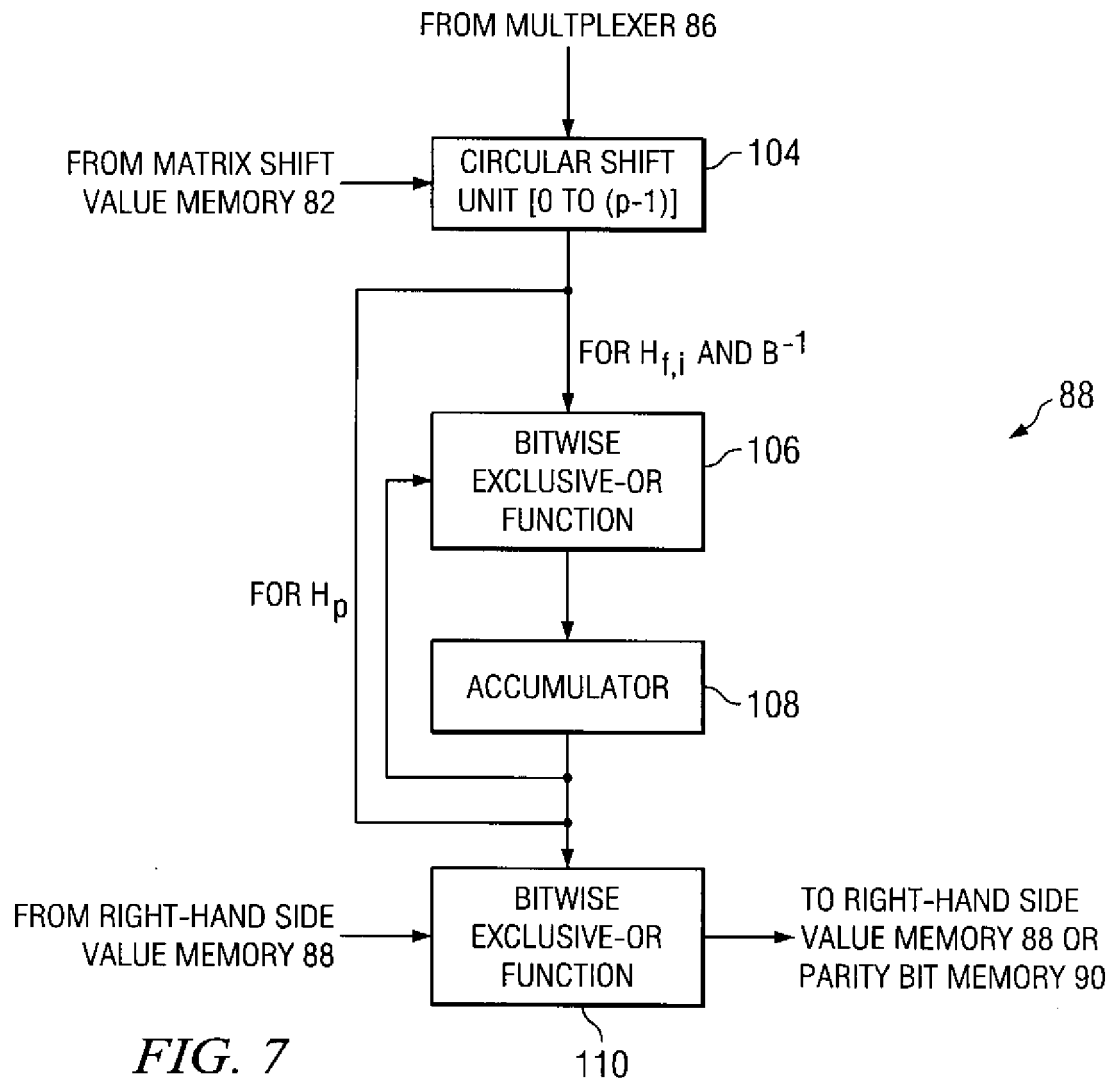 FROM MULTPLEXER 86
FROM MATRIX SHIFT
VALUE MEMORY 82
CIRCULAR SHIFT
UNIT [0 TO (p-1)]
104
FOR H_{f,i} AND B^{-1}
88
BITWISE
EXCLUSIVE-OR
FUNCTION
106
FOR H_p
ACCUMULATOR
108
FROM RIGHT-HAND SIDE
VALUE MEMORY 88
BITWISE
EXCLUSIVE-OR
FUNCTION
TO RIGHT-HAND SIDE
VALUE MEMORY 88 OR
PARITY BIT MEMORY 90
110
FIG. 7